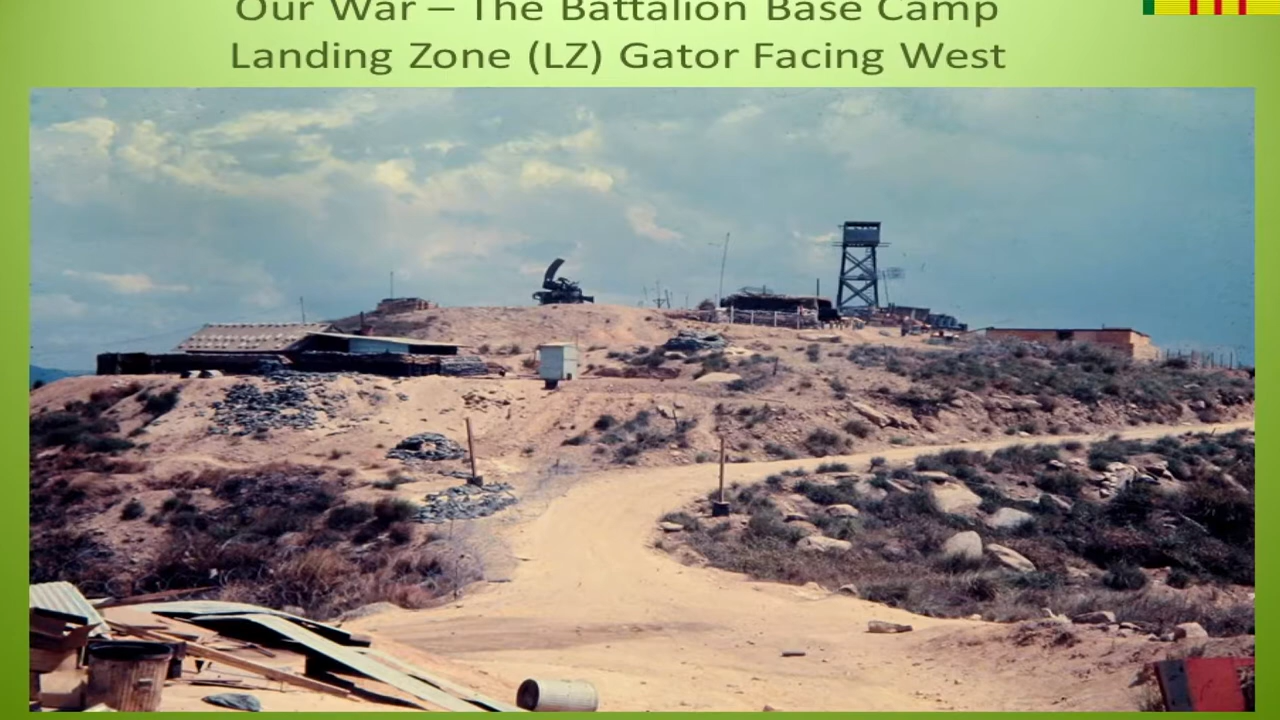 Our War – The Battalion Base Camp
Landing Zone (LZ) Gator Facing West